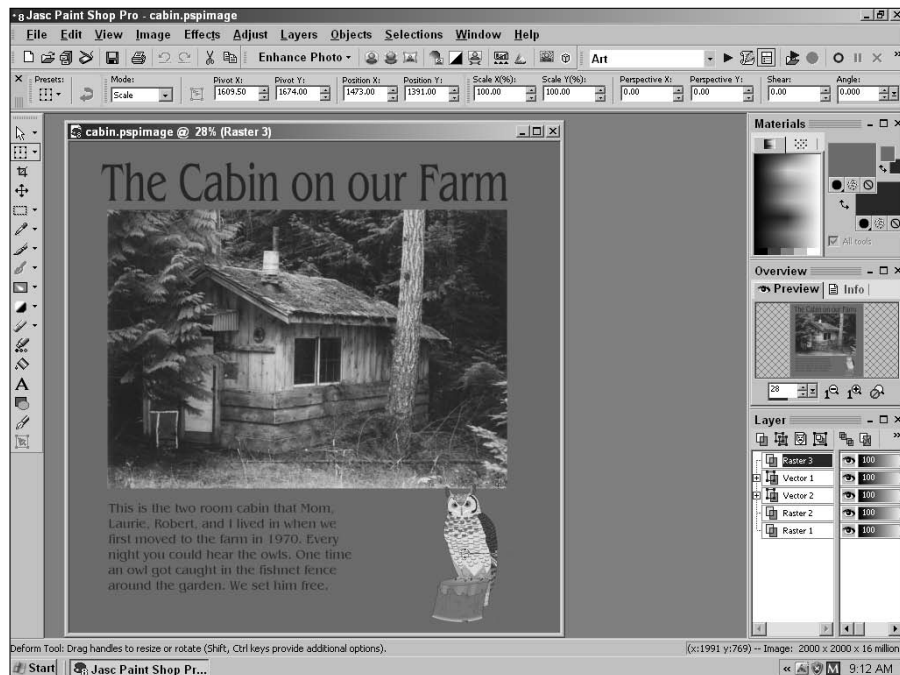 Jasc Paint Shop Pro - cabin.pspimage
File Edit View Image Effects Adjust Layers Objects Selections Window Help
Enhance Photo Art
Presets: Mode: Pivot X: Pivot Y: Position X: Position Y: Scale X(%): Scale Y(%): Perspective X: Perspective Y: Shear: Angle:
Scale 1609.50 1674.00 1473.00 1391.00 100.00 100.00 0.00 0.00 0.00 0.000
cabin.pspimage @ 28% (Raster 3)
The Cabin on our Farm
This is the two room cabin that Mom,
Laurie, Robert, and I lived in when we
first moved to the farm in 1970. Every
night you could hear the owls. One time
an owl got caught in the fishnet fence
around the garden. We set him free.
Materials
All tools
Overview
Preview Info
The Cabin on our Farm
28
Layer
Raster 3 100
Vector 1 100
Vector 2 100
Raster 2 100
Raster 1 100
Deform Tool: Drag handles to resize or rotate (Shift, Ctrl keys provide additional options).
(x:1991 y:769) -- Image: 2000 x 2000 x 16 million
Start Jasc Paint Shop Pr... 9:12 AM